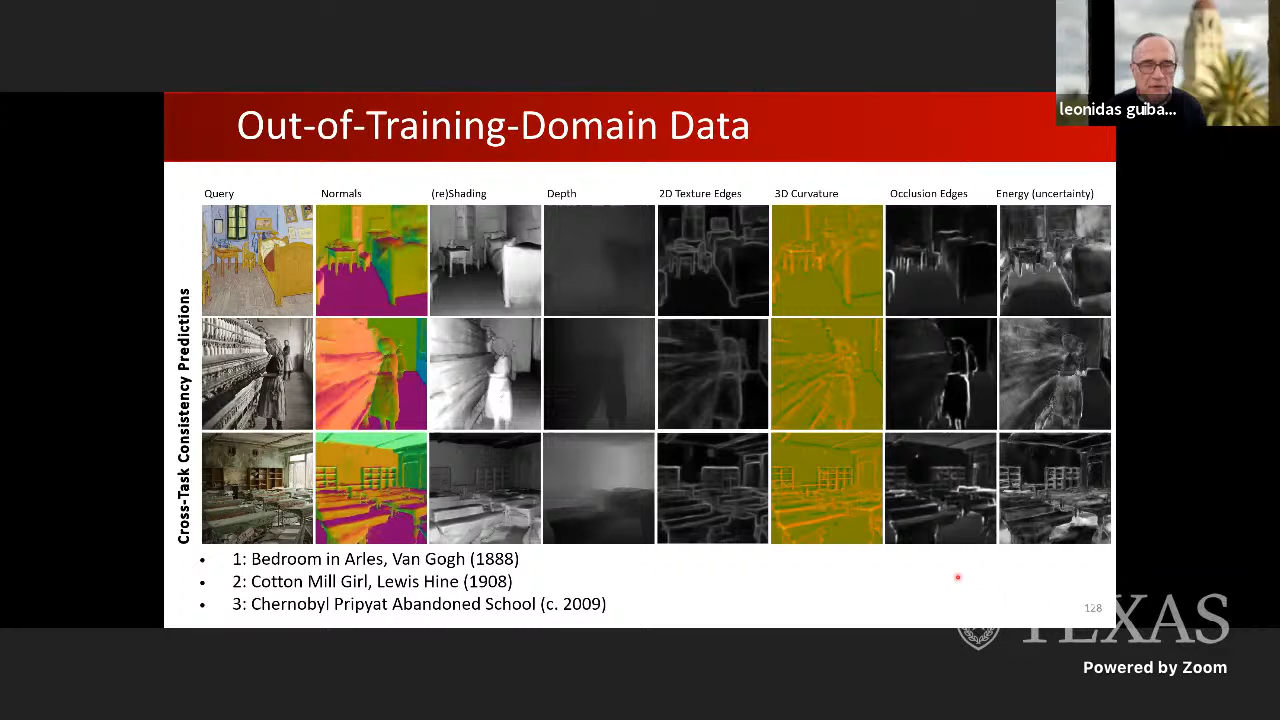 leonidas guiba...
Out-of-Training-Domain Data
Query Normals (re)Shading Depth 2D Texture Edges 3D Curvature Occlusion Edges Energy (uncertainty)
Cross-Task Consistency Predictions
• 1: Bedroom in Arles, Van Gogh (1888)
• 2: Cotton Mill Girl, Lewis Hine (1908)
• 3: Chernobyl Pripyat Abandoned School (c. 2009)
128
TEXAS
Powered by Zoom